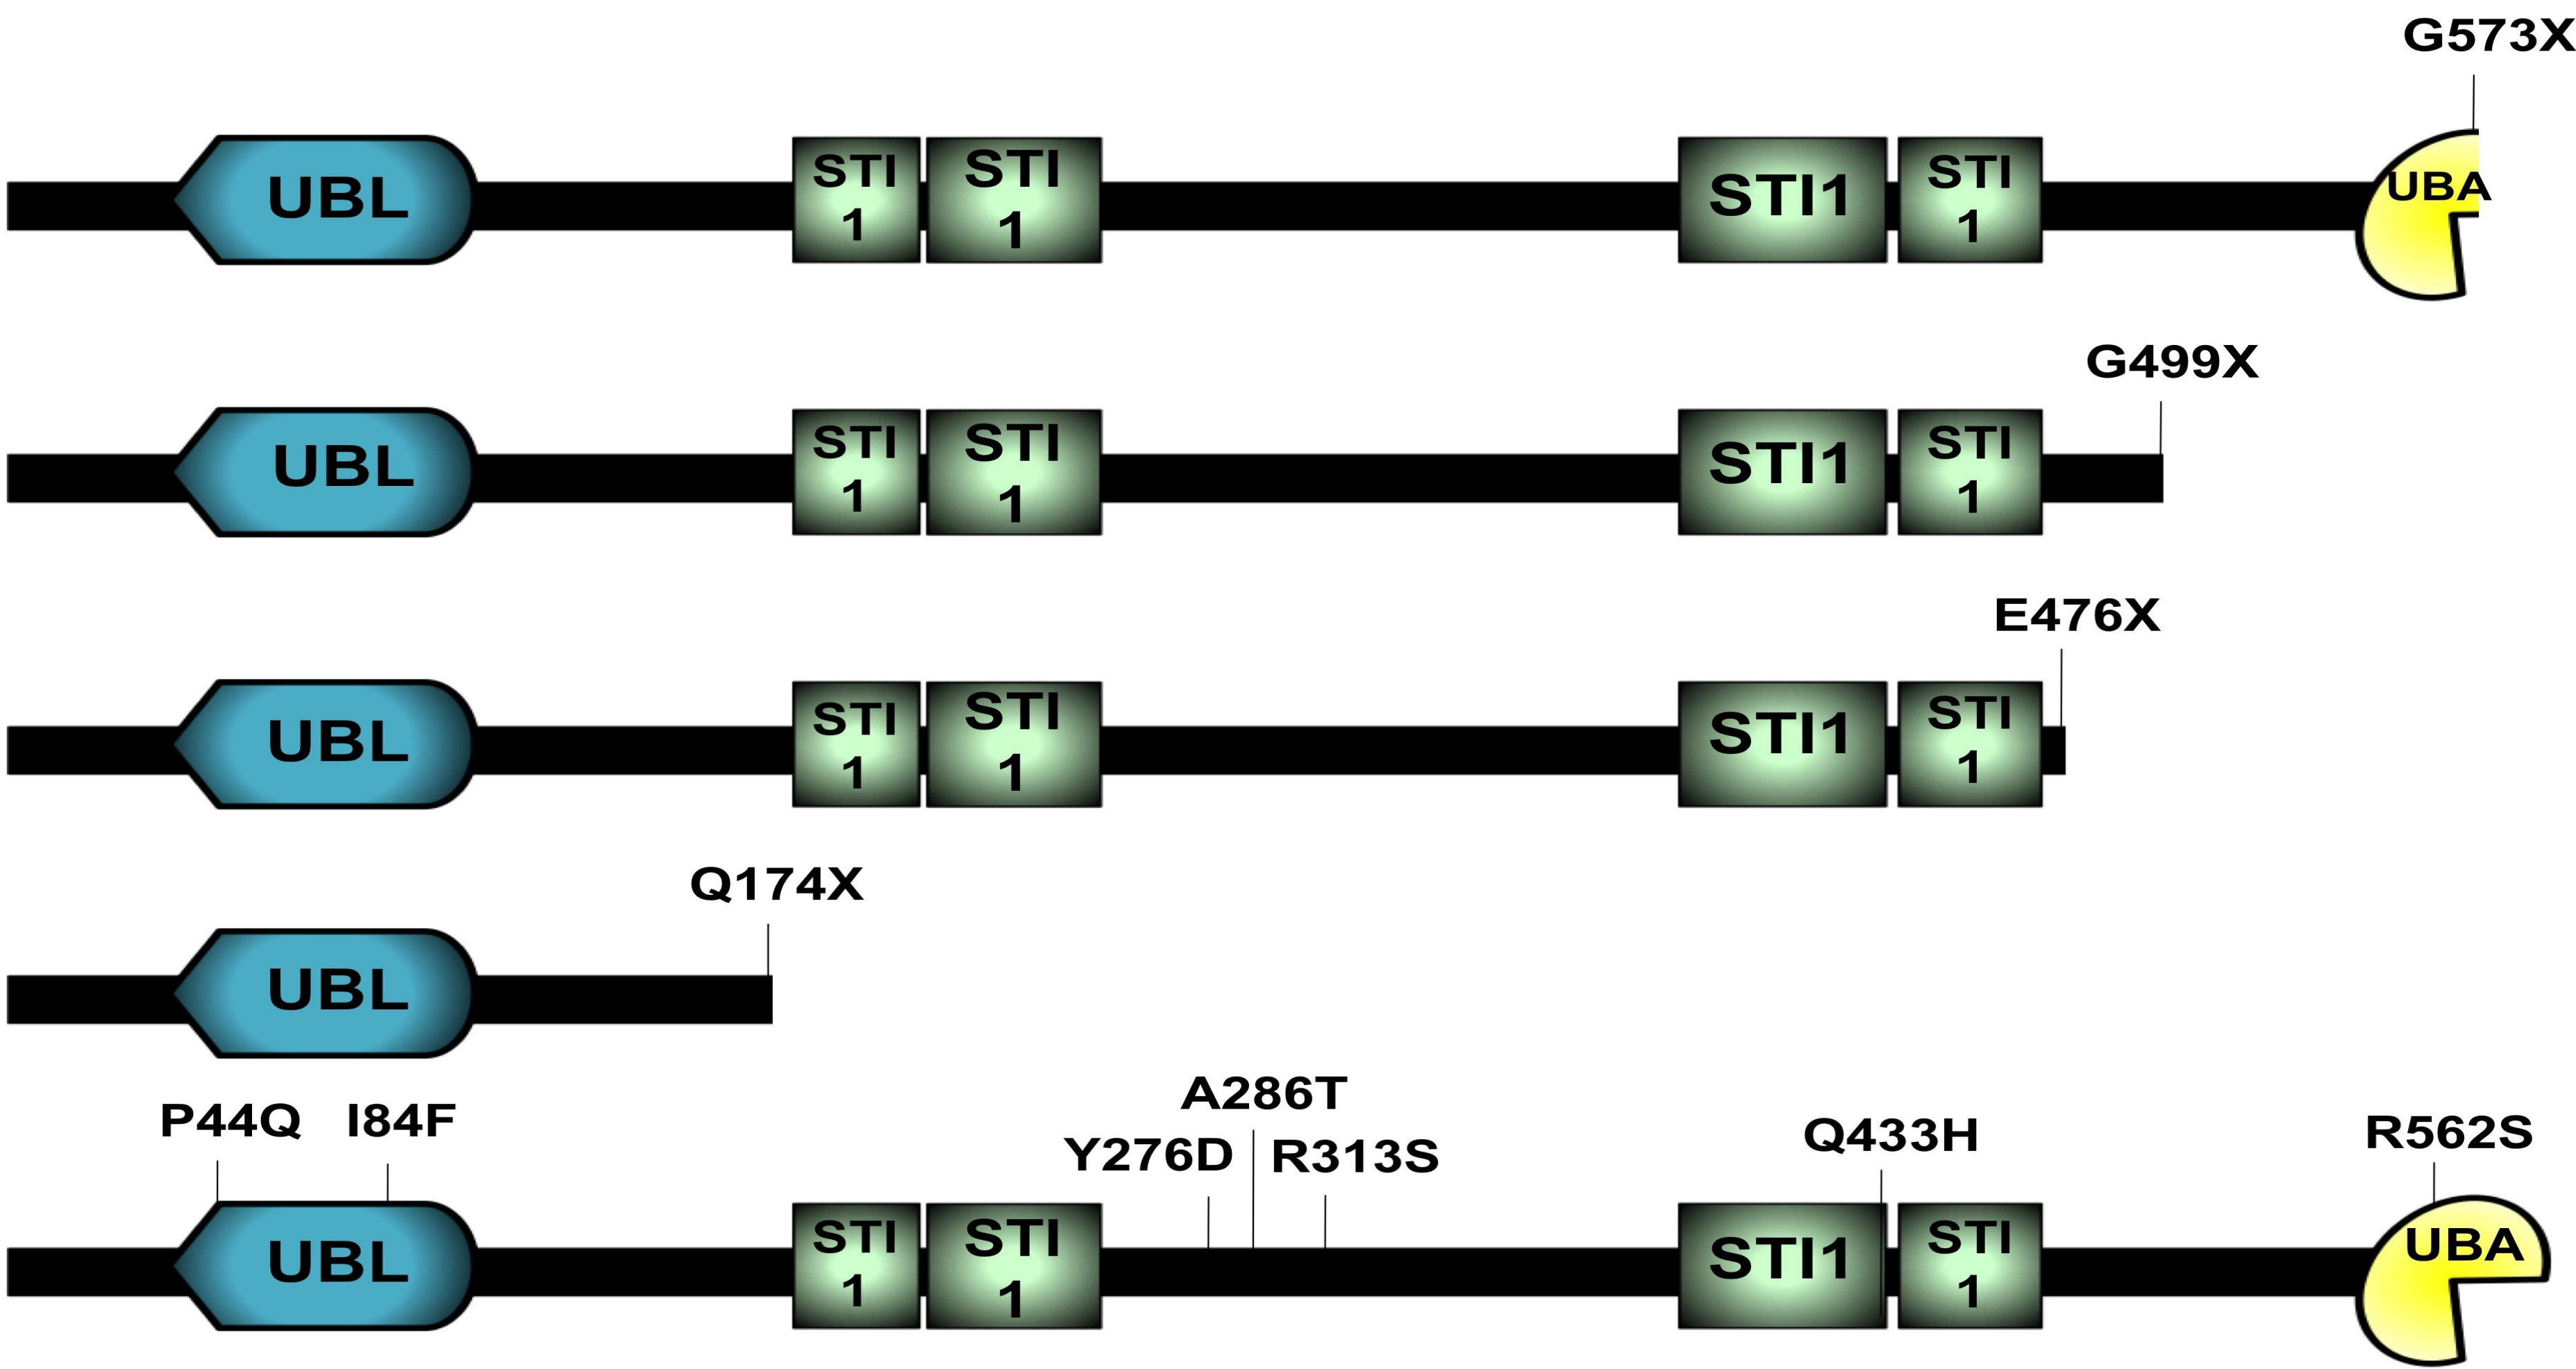 G573X
UBL
STI
1
STI
1
STI1
STI
1
UBA
G499X
UBL
STI
1
STI
1
STI1
STI
1
E476X
UBL
STI
1
STI
1
STI1
STI
1
Q174X
UBL
P44Q
I84F
A286T
Y276D
R313S
Q433H
R562S
UBL
STI
1
STI
1
STI1
STI
1
UBA